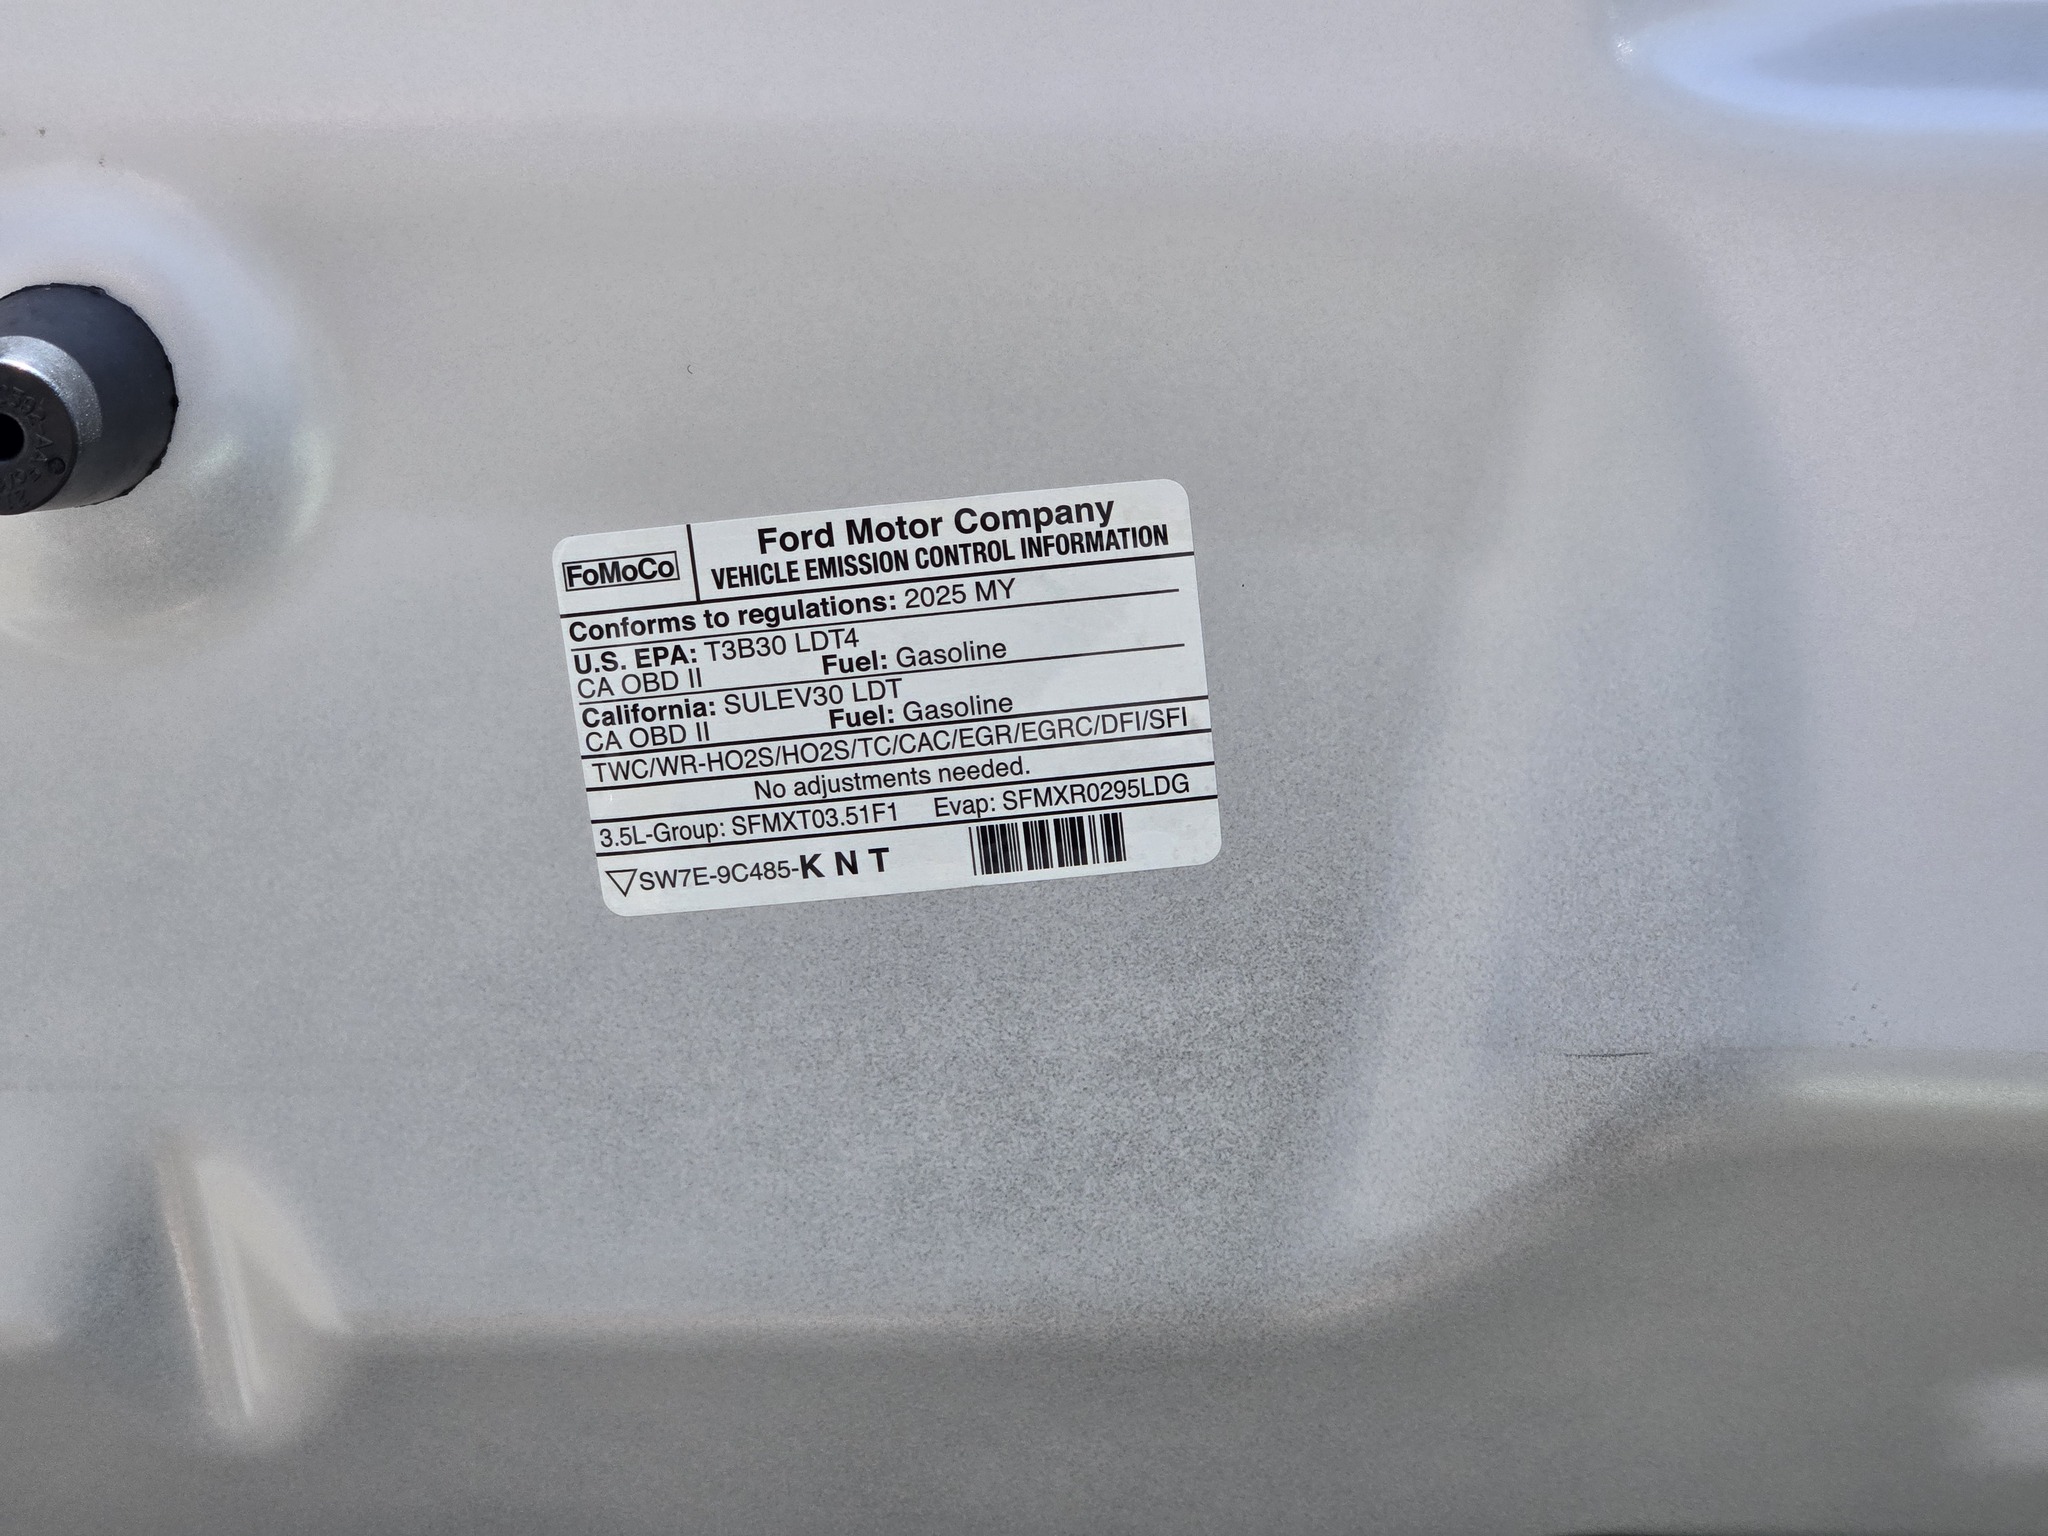 FoMoCo
Ford Motor Company
VEHICLE EMISSION CONTROL INFORMATION
Conforms to regulations: 2025 MY
U.S. EPA: T3B30 LDT4
CA OBD II Fuel: Gasoline
California: SULEV30 LDT
CA OBD II Fuel: Gasoline
TWC/WR-HO2S/HO2S/TC/CAC/EGR/EGRC/DFI/SFI
No adjustments needed.
3.5L-Group: SFMXT03.51F1 Evap: SFMXR0295LDG
▽SW7E-9C485-K N T